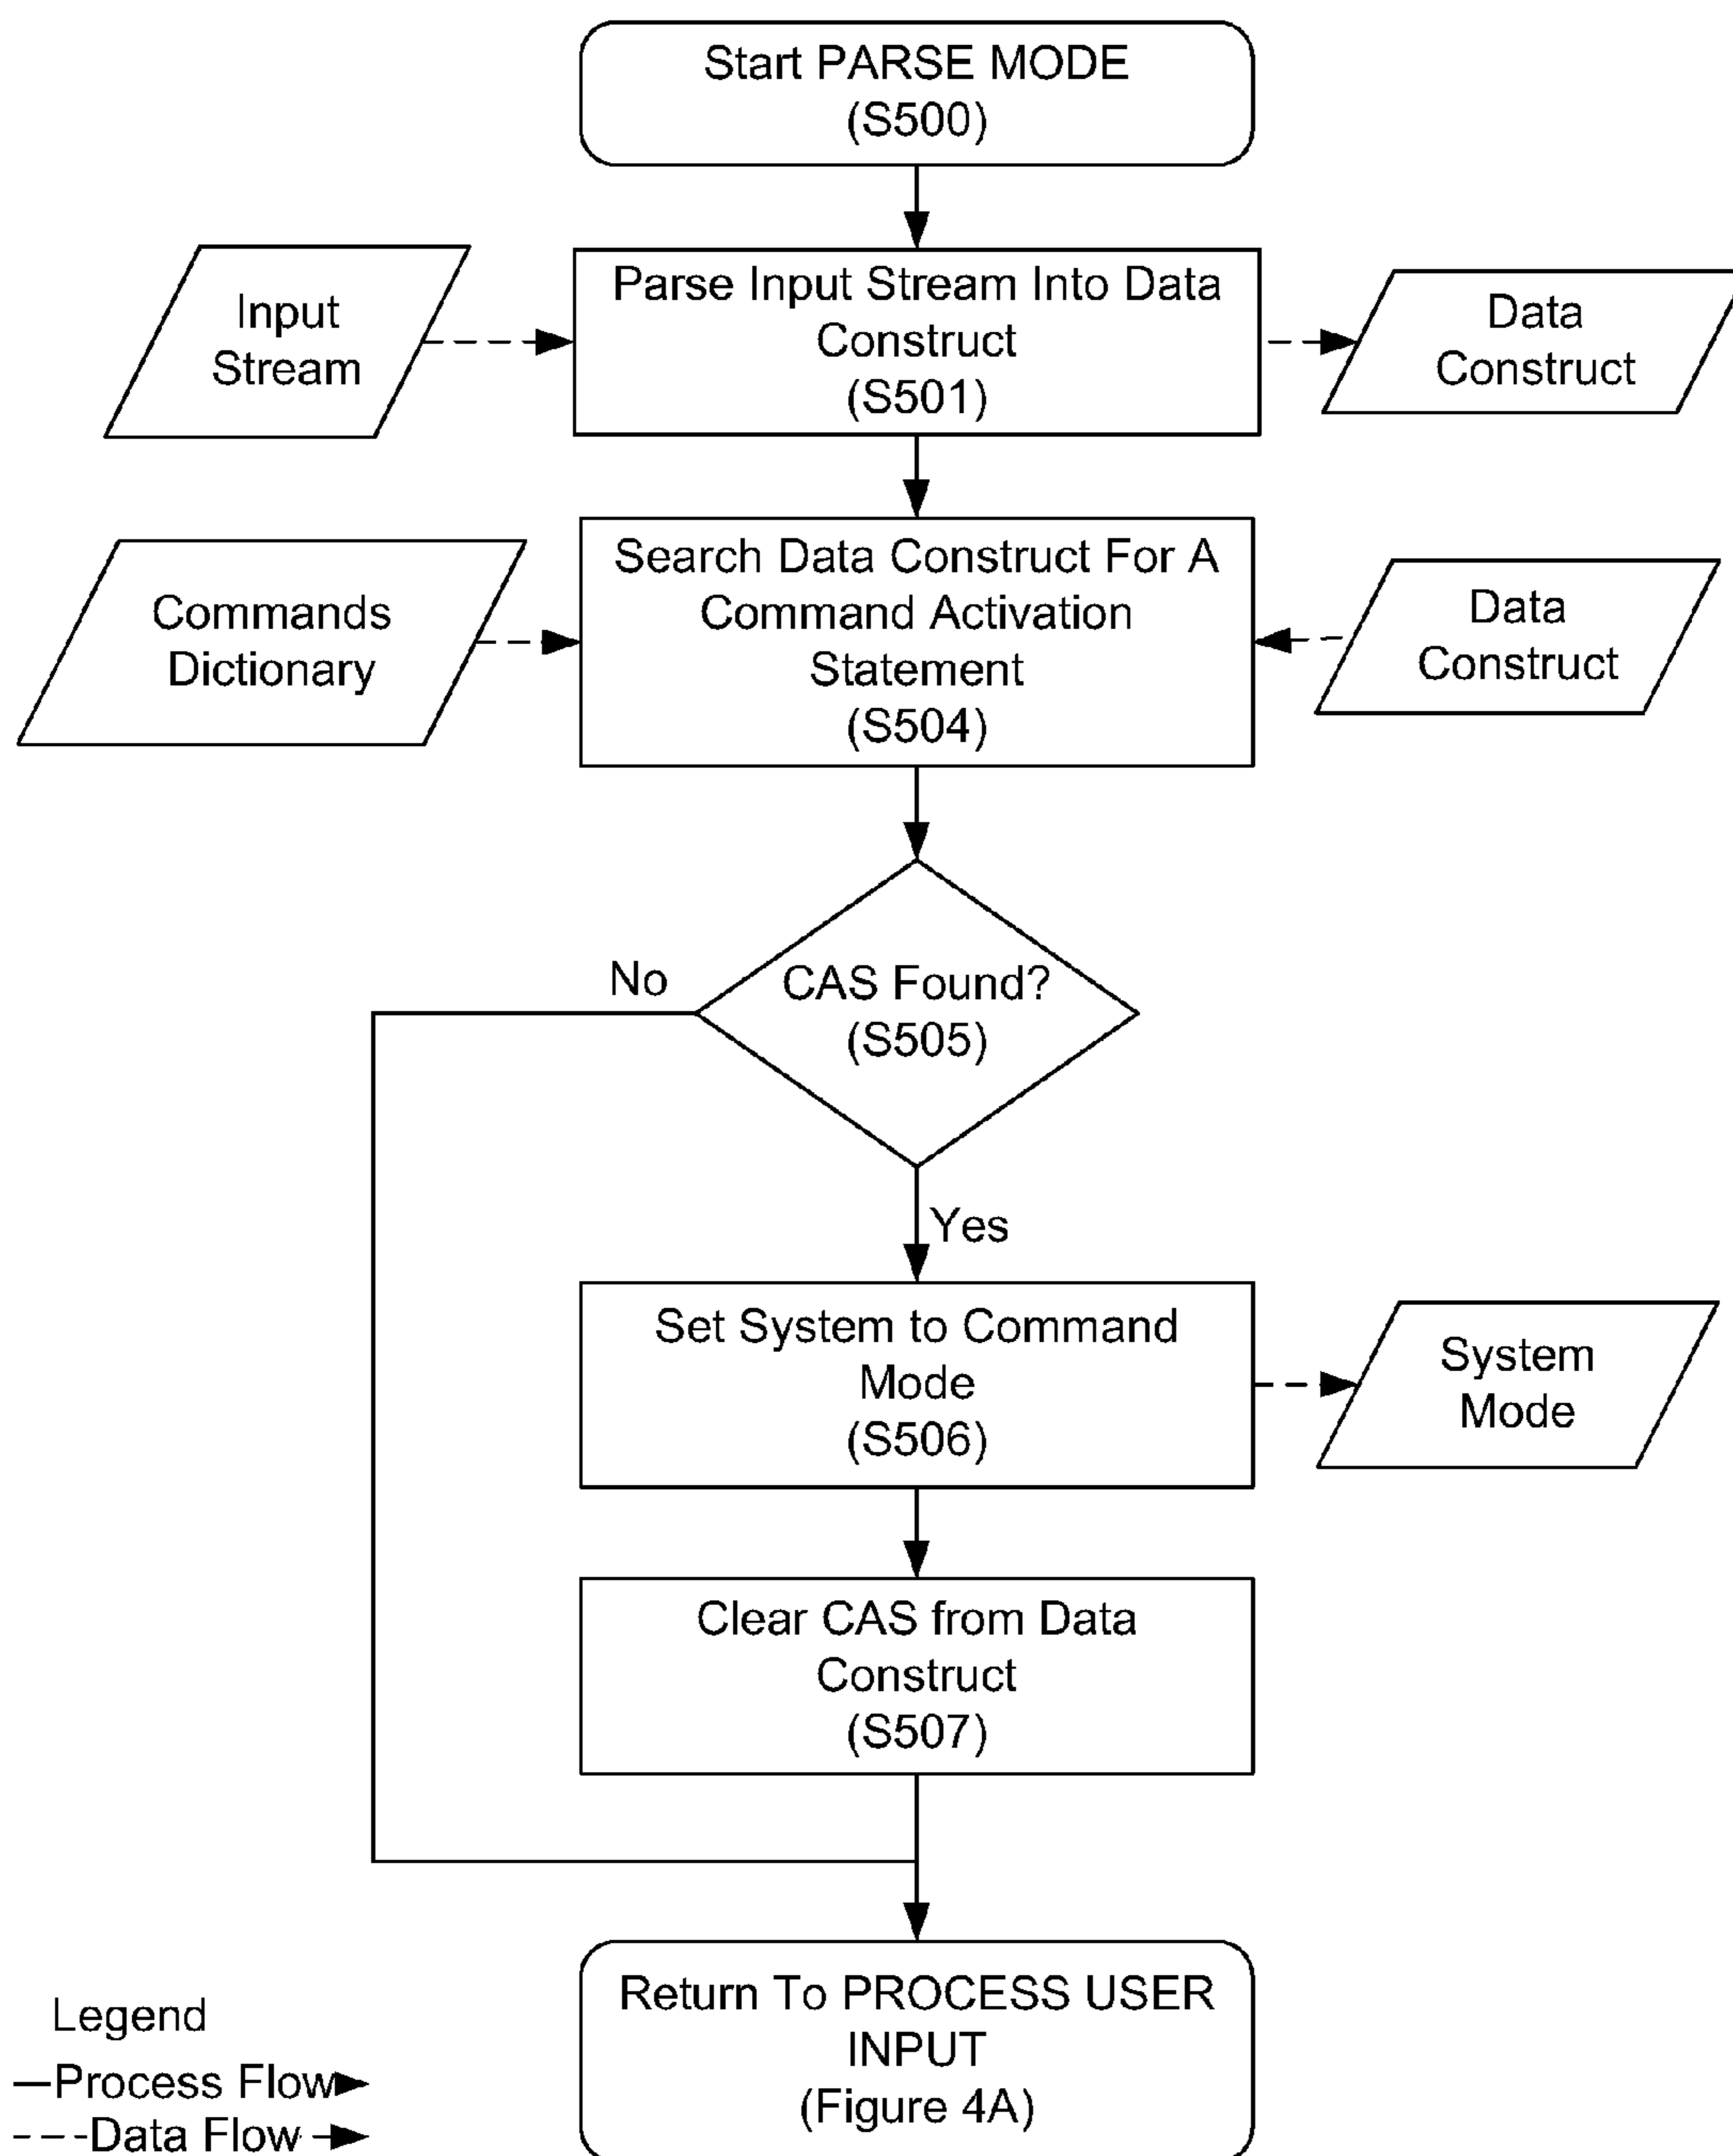 Start PARSE MODE
(S500)
Input
Stream
Parse Input Stream Into Data
Construct
(S501)
Data
Construct
Commands
Dictionary
Search Data Construct For A
Command Activation
Statement
(S504)
Data
Construct
No
CAS Found?
(S505)
Yes
Set System to Command
Mode
(S506)
System
Mode
Clear CAS from Data
Construct
(S507)
Return To PROCESS USER
INPUT
(Figure 4A)
Legend
Process Flow
Data Flow